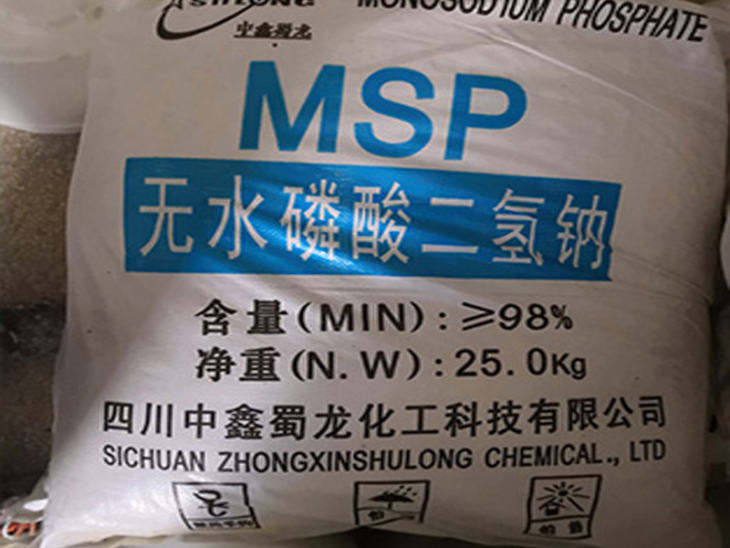 ASHLONG
中鑫蜀龙
MONOSODIUM PHOSPHATE
MSP
无水磷酸二氢钠
含量(MIN):≥98%
净重(N.W):25.0Kg
四川中鑫蜀龙化工科技有限公司
SICHUAN ZHONGXINSHULONG CHEMICAL., LTD